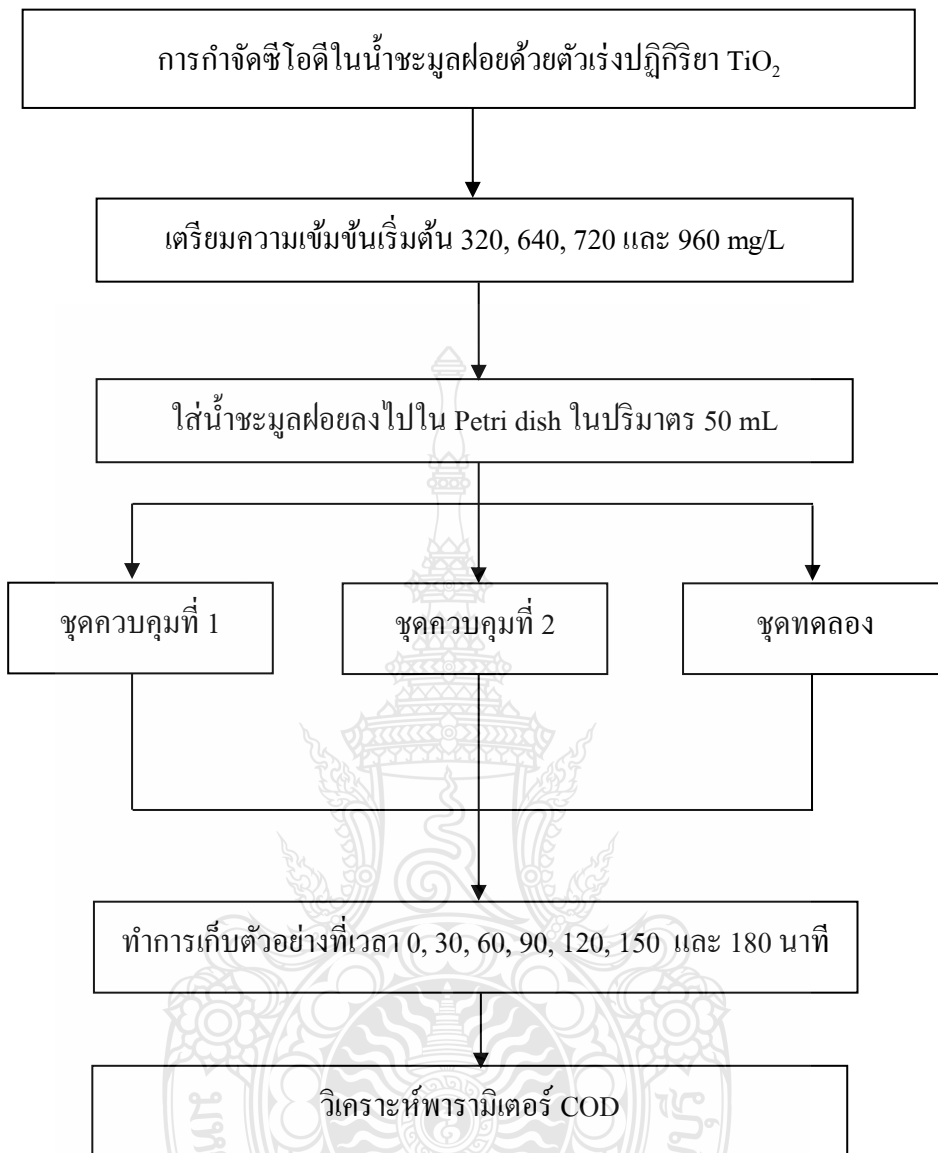 การกำจัดซีโอดีในน้ำชะมูลฝอยด้วยตัวเร่งปฏิกิริยา TiO₂
เตรียมความเข้มข้นเริ่มต้น 320, 640, 720 และ 960 mg/L
ใส่น้ำชะมูลฝอยลงไปใน Petri dish ในปริมาตร 50 mL
ชุดควบคุมที่ 1
ชุดควบคุมที่ 2
ชุดทดลอง
ทำการเก็บตัวอย่างที่เวลา 0, 30, 60, 90, 120, 150 และ 180 นาที
วิเคราะห์พารามิเตอร์ COD